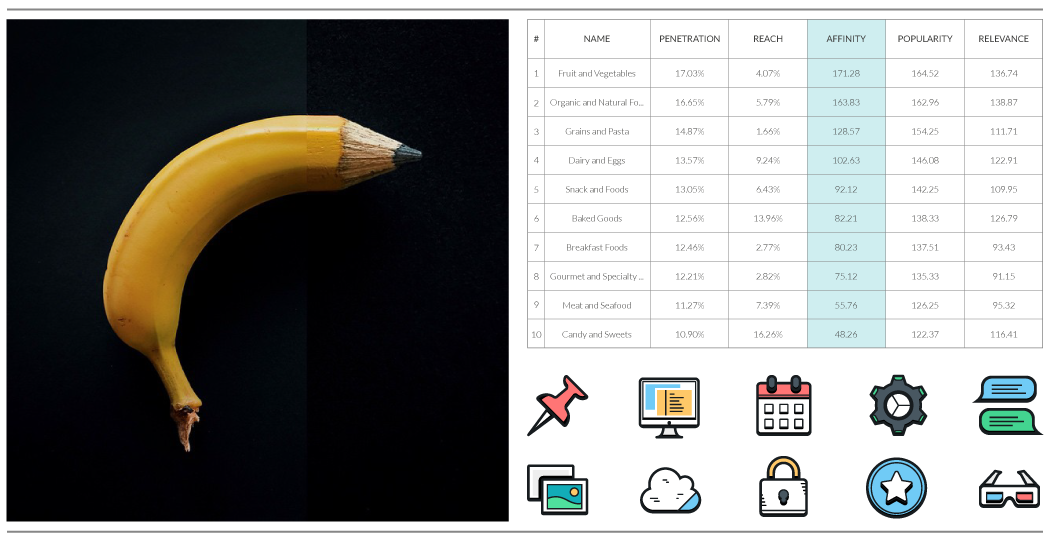 # NAME PENETRATION REACH AFFINITY POPULARITY RELEVANCE
1 Fruit and Vegetables 17.03% 4.07% 171.28 164.52 136.74
2 Organic and Natural Fo... 16.65% 5.79% 163.83 162.96 138.87
3 Grains and Pasta 14.87% 1.66% 128.57 154.25 111.71
4 Dairy and Eggs 13.57% 9.24% 102.63 146.08 122.91
5 Snack and Foods 13.05% 6.43% 92.12 142.25 109.95
6 Baked Goods 12.56% 13.96% 82.21 138.33 126.79
7 Breakfast Foods 12.46% 2.77% 80.23 137.51 93.43
8 Gourmet and Specialty ... 12.21% 2.82% 75.12 135.33 91.15
9 Meat and Seafood 11.27% 7.39% 55.76 126.25 95.32
10 Candy and Sweets 10.90% 16.26% 48.26 122.37 116.41